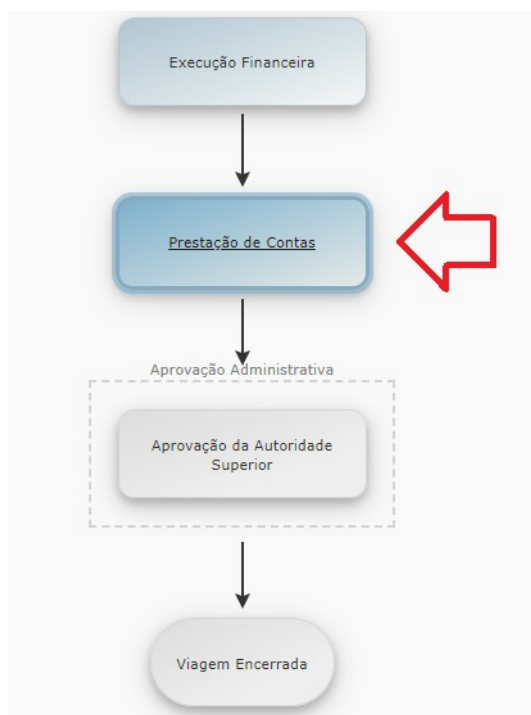 Execução Financeira
Prestação de Contas
Aprovação Administrativa
Aprovação da Autoridade
Superior
Viagem Encerrada